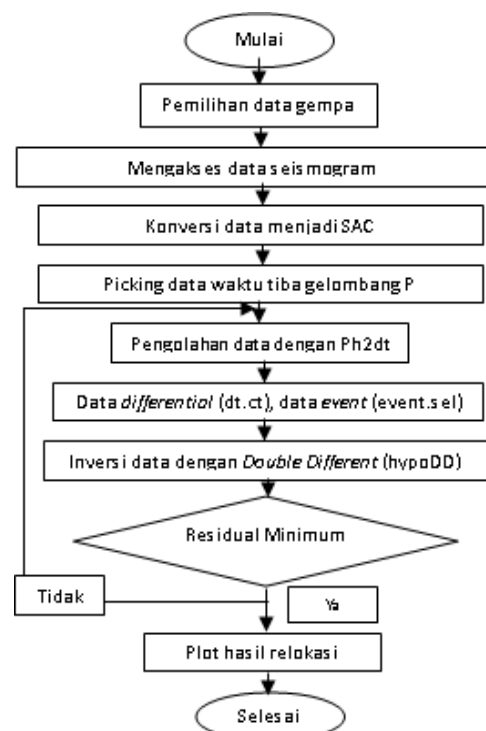 Mulai
Pemilihan data gempa
Mengakses data seismogram
Konversi data menjadi SAC
Picking data waktu tiba gelombang P
Pengolahan data dengan Ph2dt
Data differential (dt.ct), data event (event.sel)
Inversi data dengan Double Different (hypoDD)
Residual Minimum
Tidak
Ya
Plot hasil relokasi
Selesai